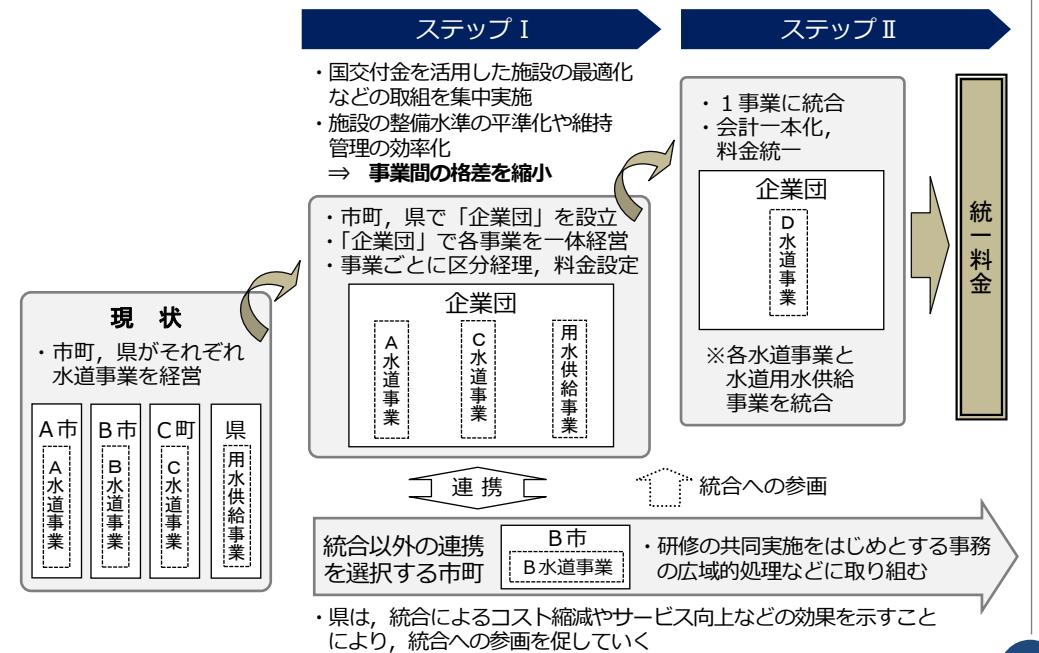 ステップⅠ
ステップⅡ
・国交付金を活用した施設の最適化
などの取組を集中実施
・施設の整備水準の平準化や維持
管理の効率化
⇒ 事業間の格差を縮小
・市町，県で「企業団」を設立
・「企業団」で各事業を一体経営
・事業ごとに区分経理，料金設定
企業団
A水道事業
C水道事業
用水供給事業
・１事業に統合
・会計一本化，
料金統一
企業団
D水道事業
※各水道事業と
水道用水供給
事業を統合
統一料金
現 状
・市町，県がそれぞれ
水道事業を経営
A市
B市
C町
県
A水道事業
B水道事業
C水道事業
用水供給事業
連 携
統合への参画
統合以外の連携
を選択する市町
B市
B水道事業
・研修の共同実施をはじめとする事務
の広域的処理などに取り組む
・県は，統合によるコスト縮減やサービス向上などの効果を示すこと
により，統合への参画を促していく